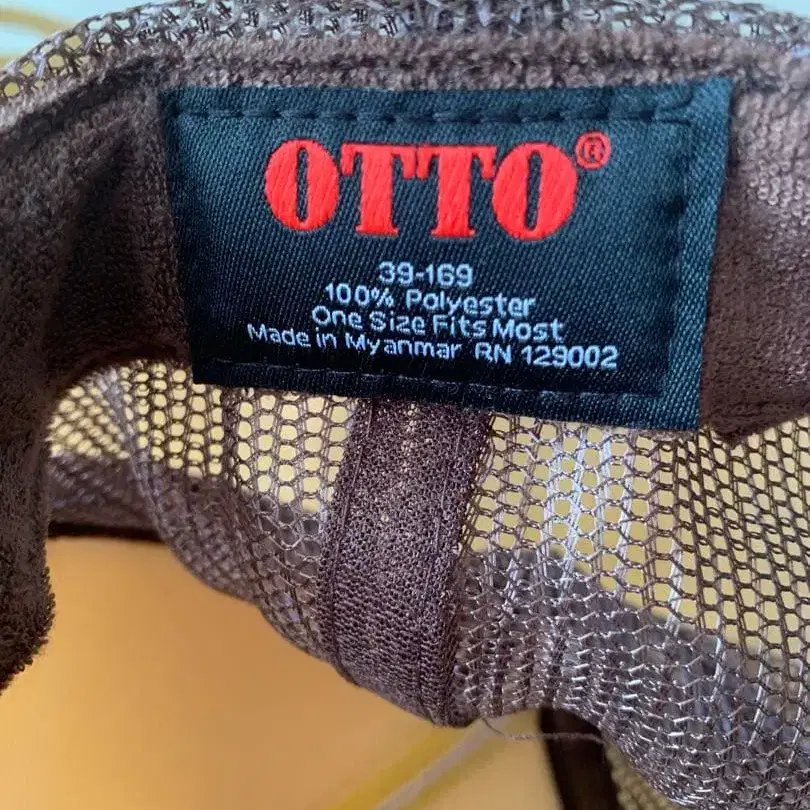 OTTO®
39-169
100% Polyester
One Size Fits Most
Made in Myanmar RN 129002